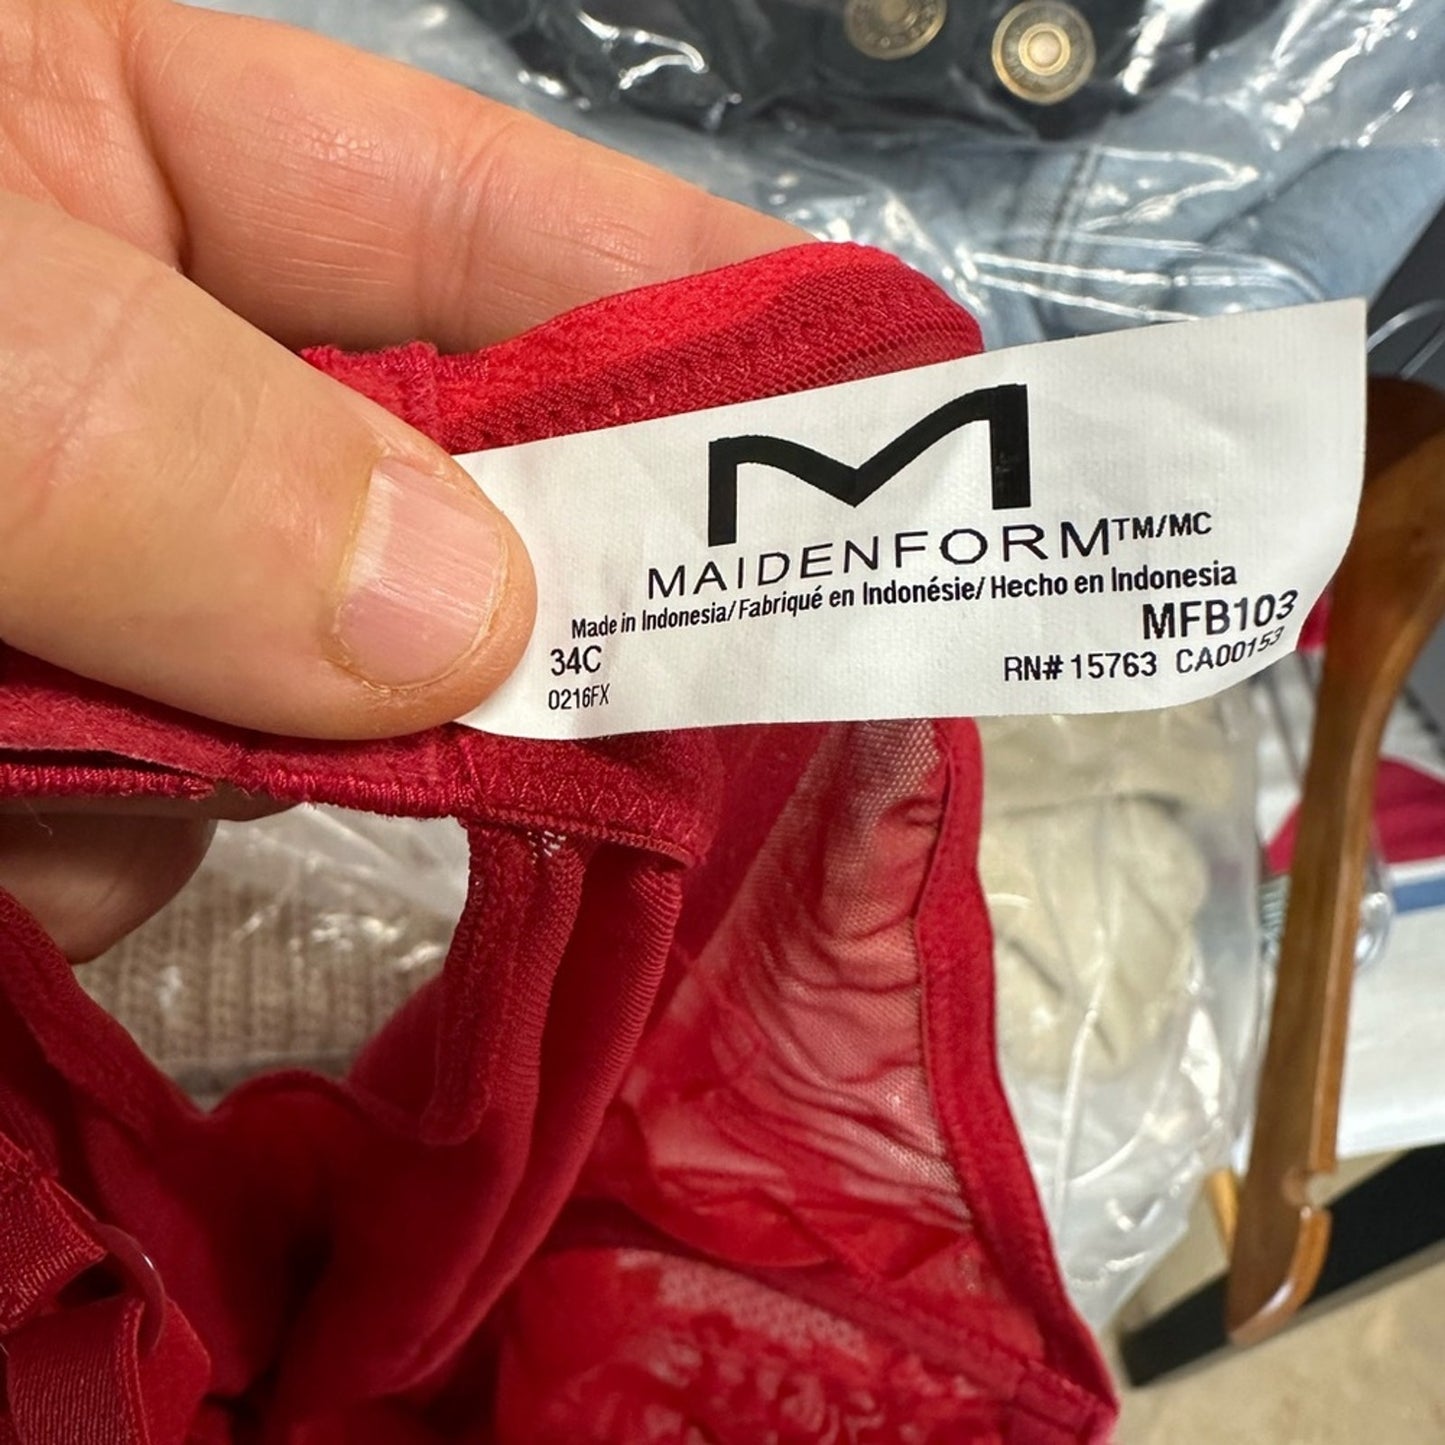 M
MAIDENFORM™/MC
Made in Indonesia/Fabriqué en Indonésie/ Hecho en Indonesia
34C MFB103
0216FX RN# 15763 CA00153